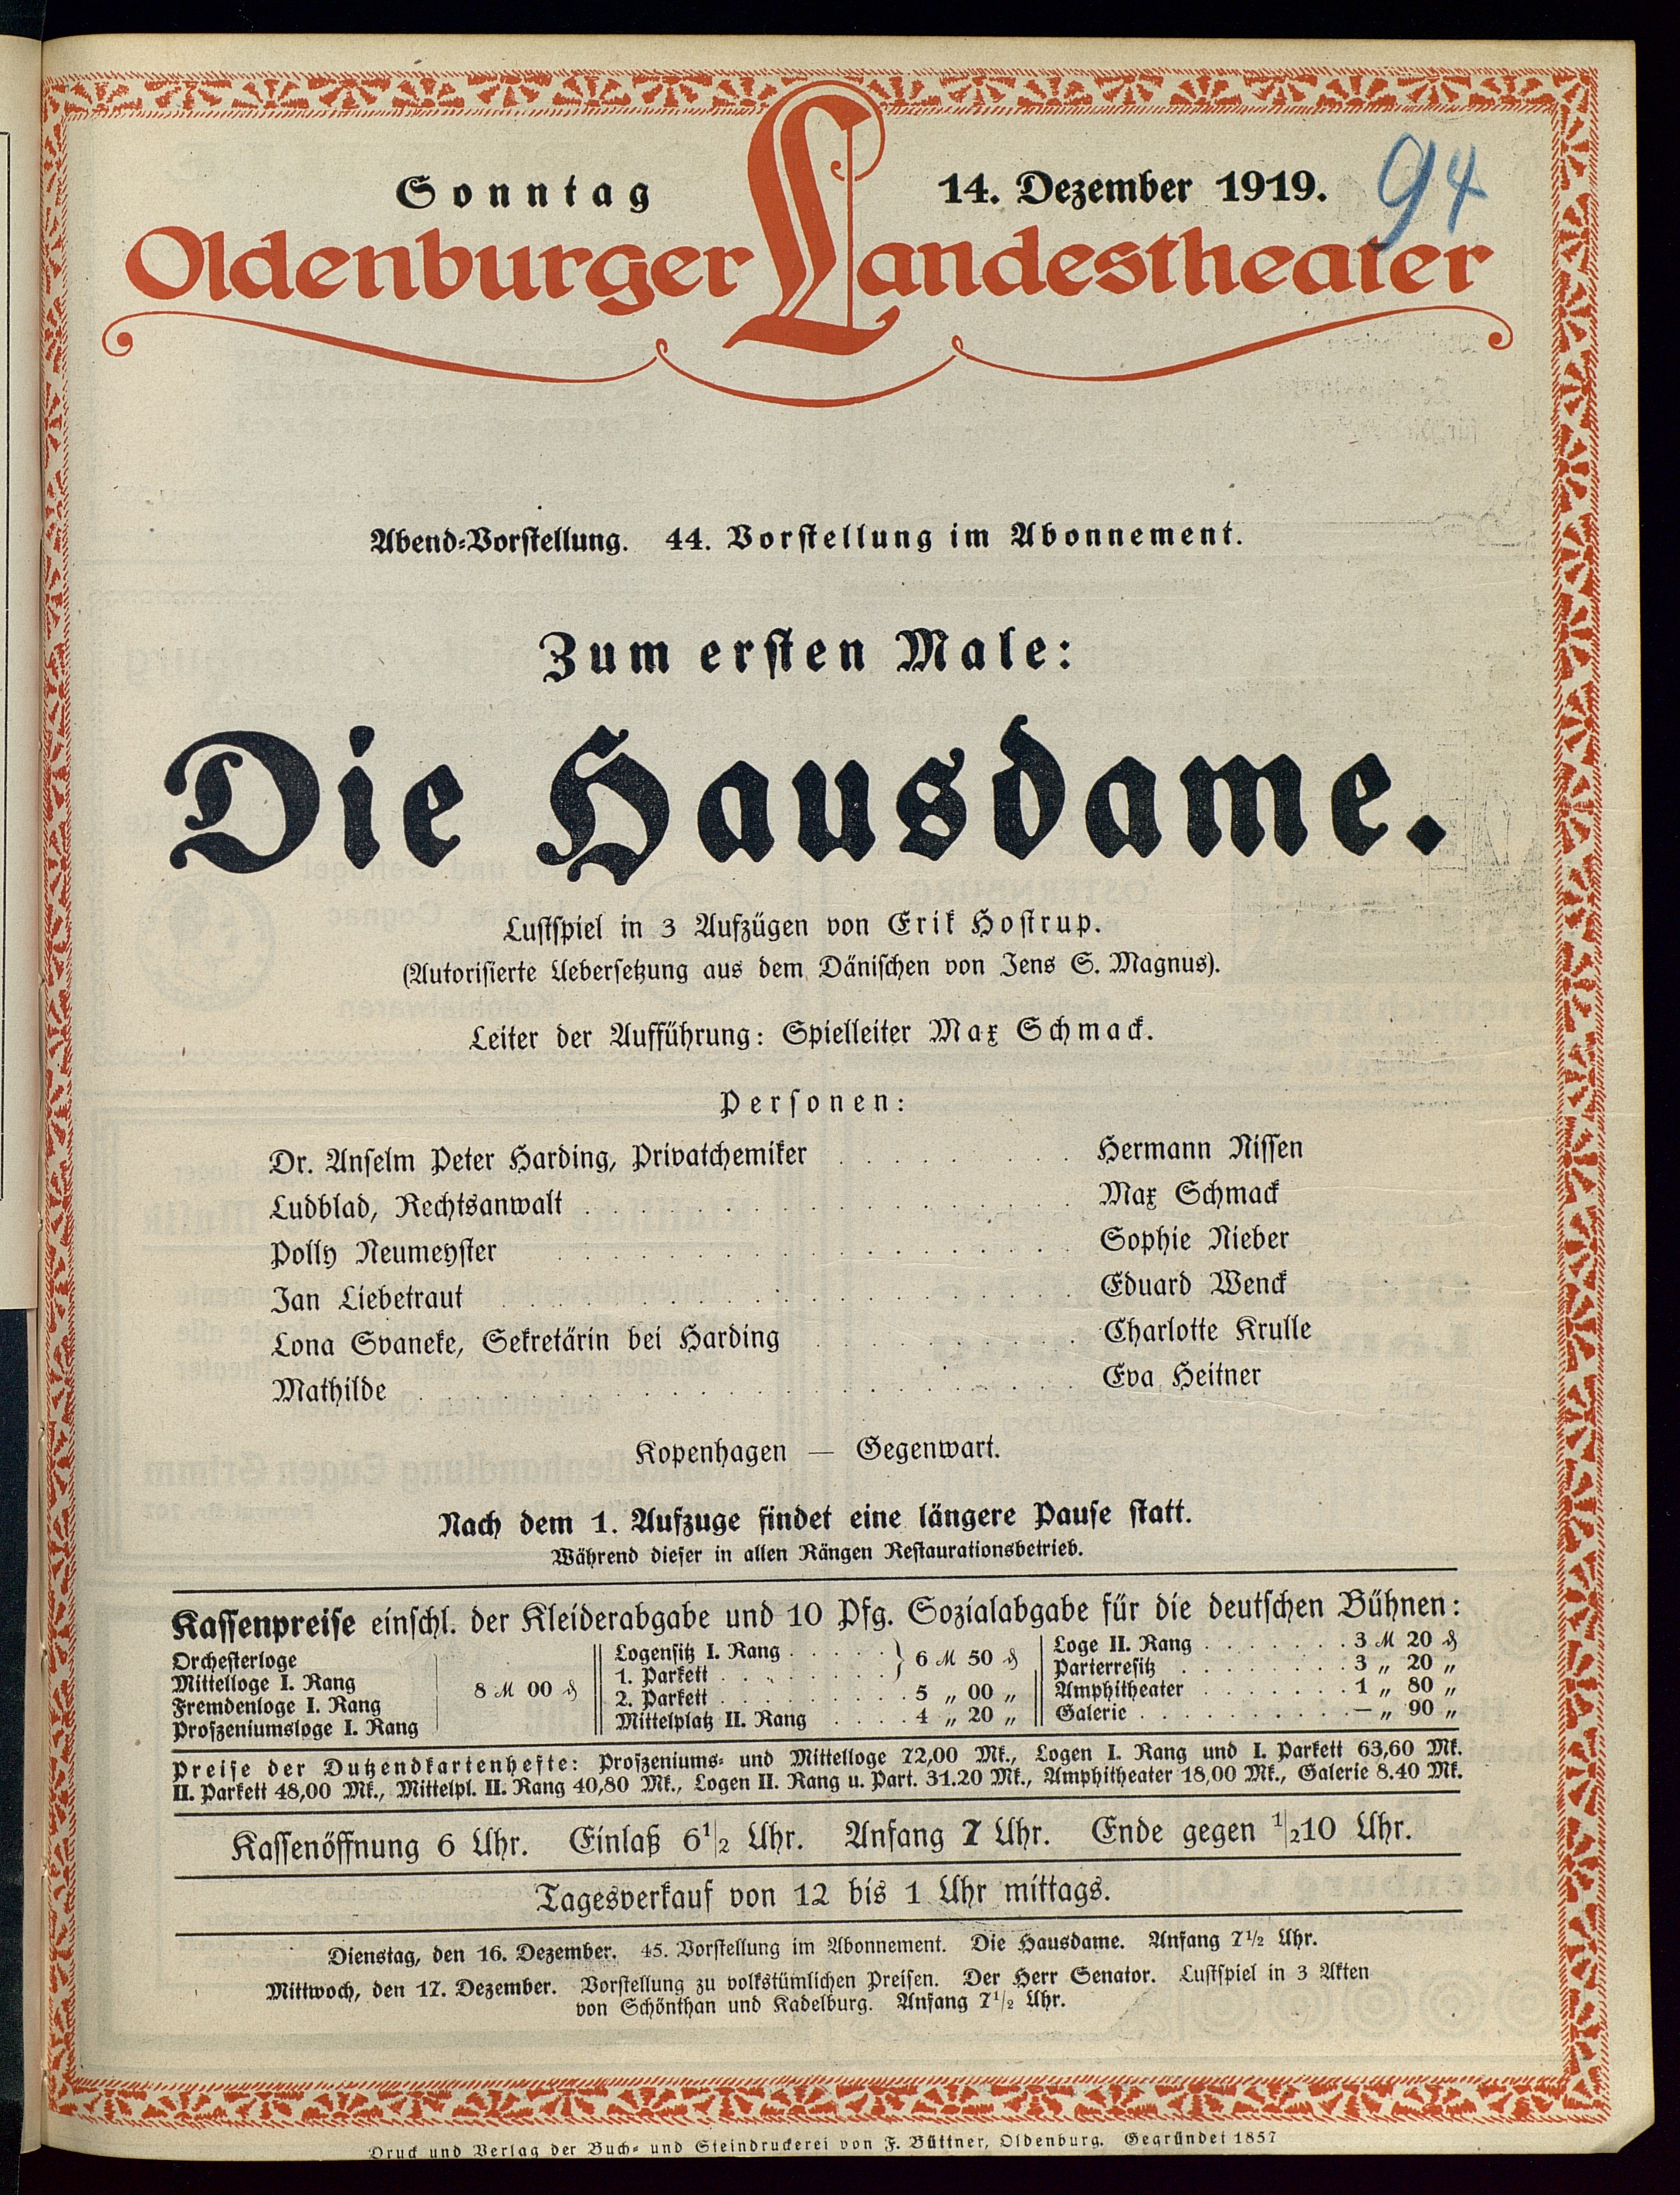 Sonntag 14. Dezember 1919. 94
Oldenburger Landestheater
Abend-Vorstellung. 44. Vorstellung im Abonnement.
Zum ersten Male:
Die Hausdame.
Lustspiel in 3 Aufzügen von Erik Hostrup.
(Autorisierte Uebersetzung aus dem Dänischen von Jens S. Magnus).
Leiter der Aufführung: Spielleiter Max Schmack.
Personen:
Dr. Anselm Peter Harding, Privatchemiker . . . . . . . . . Hermann Nissen
Ludblad, Rechtsanwalt . . . . . . . . . . . . . . . . . Max Schmack
Polly Neumeyster . . . . . . . . . . . . . . . . . . Sophie Nieber
Jan Liebetraut . . . . . . . . . . . . . . . . . . . . Eduard Wenck
Lona Svaneke, Sekretärin bei Harding . . . . . . . . . . Charlotte Krulle
Mathilde . . . . . . . . . . . . . . . . . . . . . . . Eva Heitner
Kopenhagen — Gegenwart.
Nach dem 1. Aufzuge findet eine längere Pause statt.
Während dieser in allen Rängen Restaurationsbetrieb.
Kassenpreise einschl. der Kleiderabgabe und 10 Pfg. Sozialabgabe für die deutschen Bühnen:
Orchesterloge
Mittelloge I. Rang
Fremdenloge I. Rang
Proszeniumsloge I. Rang
8 ℳ 00 ₰
Logensitz I. Rang . . . . .
1. Parkett . . . . . . . .
6 ℳ 50 ₰
2. Parkett . . . . . . . . . . 5 „ 00 „
Mittelplatz II. Rang . . . . 4 „ 20 „
Loge II. Rang . . . . . . . 3 ℳ 20 ₰
Parterresitz . . . . . . . . 3 „ 20 „
Amphitheater . . . . . . . 1 „ 80 „
Galerie . . . . . . . . . . — „ 90 „
Preise der Dutzendkartenhefte: Proszeniums- und Mittelloge 72,00 Mk., Logen I. Rang und I. Parkett 63,60 Mk.
II. Parkett 48,00 Mk., Mittelpl. II. Rang 40,80 Mk., Logen II. Rang u. Part. 31.20 Mk., Amphitheater 18,00 Mk., Galerie 8.40 Mk.
Kassenöffnung 6 Uhr. Einlaß 6 1/2 Uhr. Anfang 7 Uhr. Ende gegen 1/2 10 Uhr.
Tagesverkauf von 12 bis 1 Uhr mittags.
Dienstag, den 16. Dezember. 45. Vorstellung im Abonnement. Die Hausdame. Anfang 7 1/2 Uhr.
Mittwoch, den 17. Dezember. Vorstellung zu volkstümlichen Preisen. Der Herr Senator. Lustspiel in 3 Akten
von Schönthan und Kadelburg. Anfang 7 1/2 Uhr.
Druck und Verlag der Buch- und Steindruckerei von F. Büttner, Oldenburg. Gegründet 1857